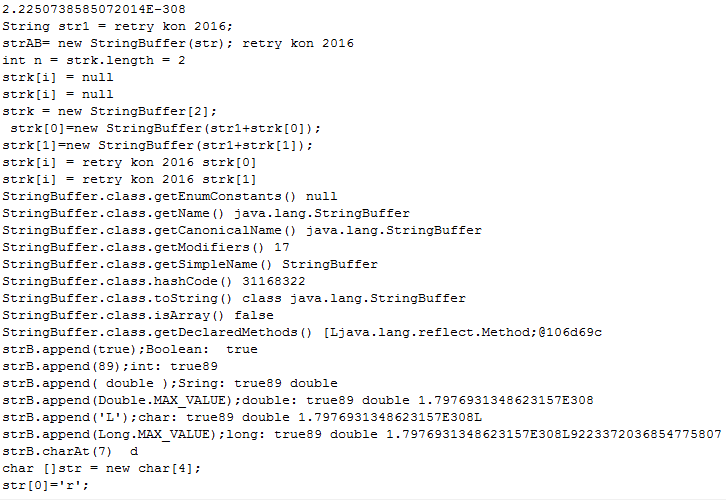 2.2250738585072014E-308
String str1 = retry kon 2016;
strAB= new StringBuffer(str); retry kon 2016
int n = strk.length = 2
strk[i] = null
strk[i] = null
strk = new StringBuffer[2];
 strk[0]=new StringBuffer(str1+strk[0]);
strk[1]=new StringBuffer(str1+strk[1]);
strk[i] = retry kon 2016 strk[0]
strk[i] = retry kon 2016 strk[1]
StringBuffer.class.getEnumConstants() null
StringBuffer.class.getName() java.lang.StringBuffer
StringBuffer.class.getCanonicalName() java.lang.StringBuffer
StringBuffer.class.getModifiers() 17
StringBuffer.class.getSimpleName() StringBuffer
StringBuffer.class.hashCode() 31168322
StringBuffer.class.toString() class java.lang.StringBuffer
StringBuffer.class.isArray() false
StringBuffer.class.getDeclaredMethods() [Ljava.lang.reflect.Method;@106d69c
strB.append(true);Boolean:  true
strB.append(89);int: true89
strB.append( double );Sring: true89 double
strB.append(Double.MAX_VALUE);double: true89 double 1.7976931348623157E308
strB.append('L');char: true89 double 1.7976931348623157E308L
strB.append(Long.MAX_VALUE);long: true89 double 1.7976931348623157E308L9223372036854775807
strB.charAt(7)  d
char []str = new char[4];
str[0]='r';